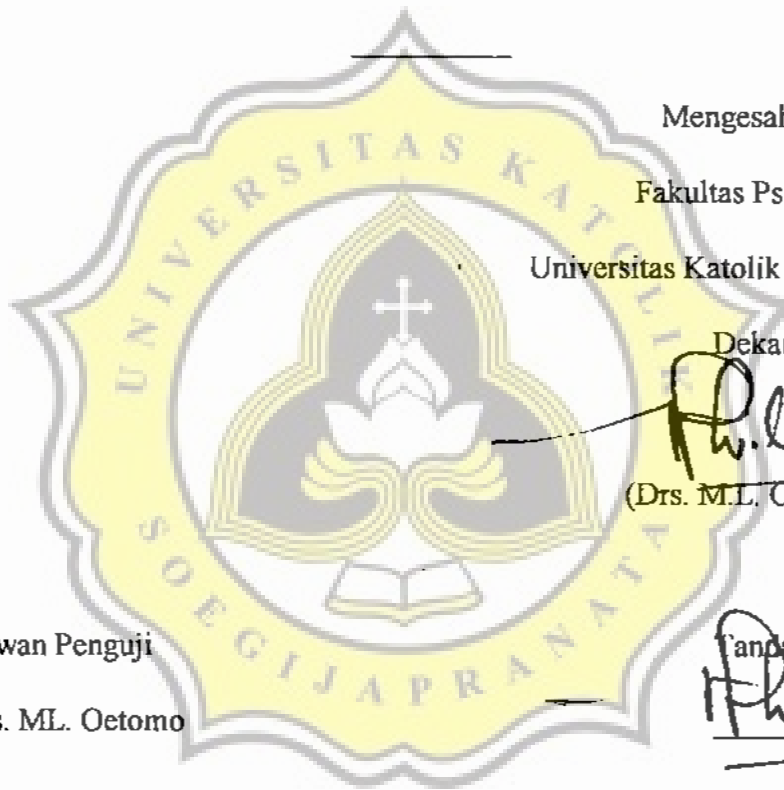 Mengesah
Fakultas Ps
Universitas Katolik
Deka
(Drs. M.L. O
wan Penguji
Tand
s. ML. Oetomo
UNIVERSITAS KATOLIK
SOEGIJAPRANATA